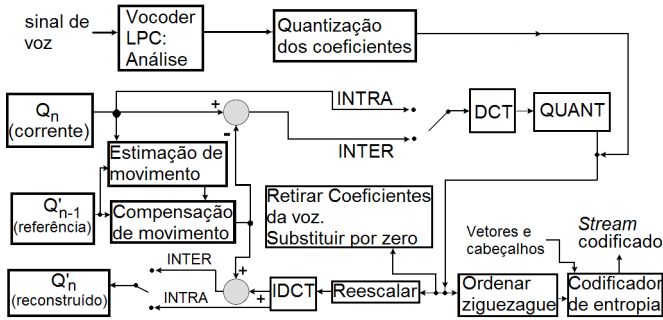 sinal de
voz
Vocoder
LPC:
Análise
Quantização
dos coeficientes
Qn
(corrente)
+
-
INTRA
INTER
DCT
QUANT
Estimação de
movimento
Q'n-1
(referência)
Compensação
de movimento
Retirar Coeficientes
da voz.
Substituir por zero
Vetores e
cabeçalhos
Stream
codificado
Q'n
(reconstruído)
INTER
INTRA
+
+
IDCT
Reescalar
Ordenar
ziguezague
Codificador
de entropia